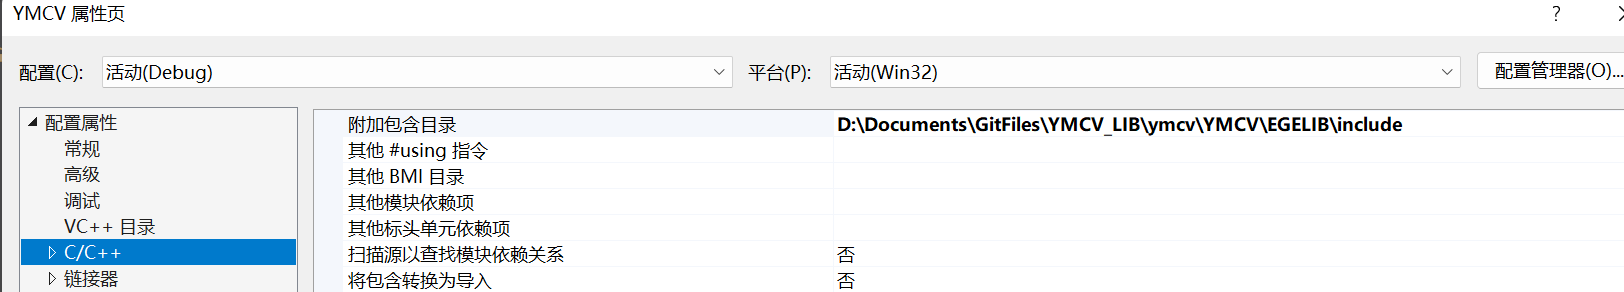 YMCV 属性页
?
配置(C): 活动(Debug) 平台(P): 活动(Win32) 配置管理器(O)...
配置属性
常规
高级
调试
VC++ 目录
C/C++
链接器
附加包含目录 D:\Documents\GitFiles\YMCV_LIB\ymcv\YMCV\EGELIB\include
其他 #using 指令
其他 BMI 目录
其他模块依赖项
其他标头单元依赖项
扫描源以查找模块依赖关系 否
将包含转换为导入 否